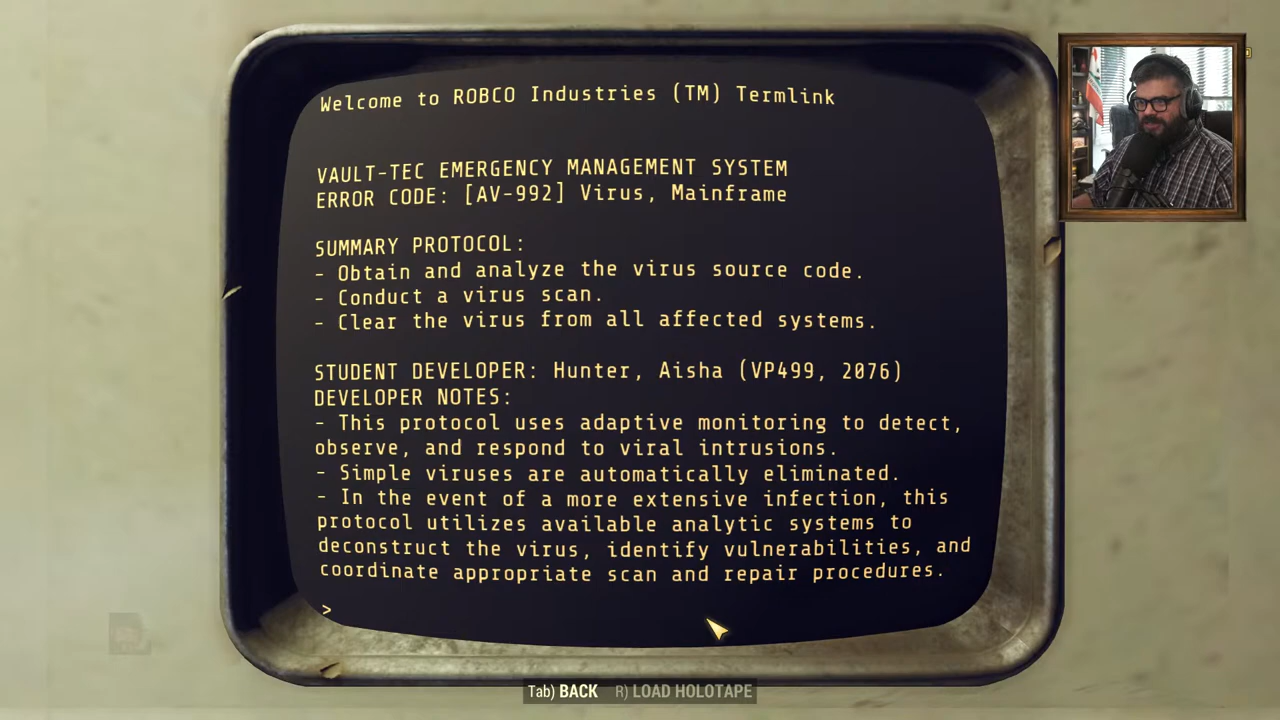 Welcome to ROBCO Industries (TM) Termlink
VAULT-TEC EMERGENCY MANAGEMENT SYSTEM
ERROR CODE: [AV-992] Virus, Mainframe
SUMMARY PROTOCOL:
- Obtain and analyze the virus source code.
- Conduct a virus scan.
- Clear the virus from all affected systems.
STUDENT DEVELOPER: Hunter, Aisha (VP499, 2076)
DEVELOPER NOTES:
- This protocol uses adaptive monitoring to detect,
observe, and respond to viral intrusions.
- Simple viruses are automatically eliminated.
- In the event of a more extensive infection, this
protocol utilizes available analytic systems to
deconstruct the virus, identify vulnerabilities, and
coordinate appropriate scan and repair procedures.
>
Tab) BACK R) LOAD HOLOTAPE